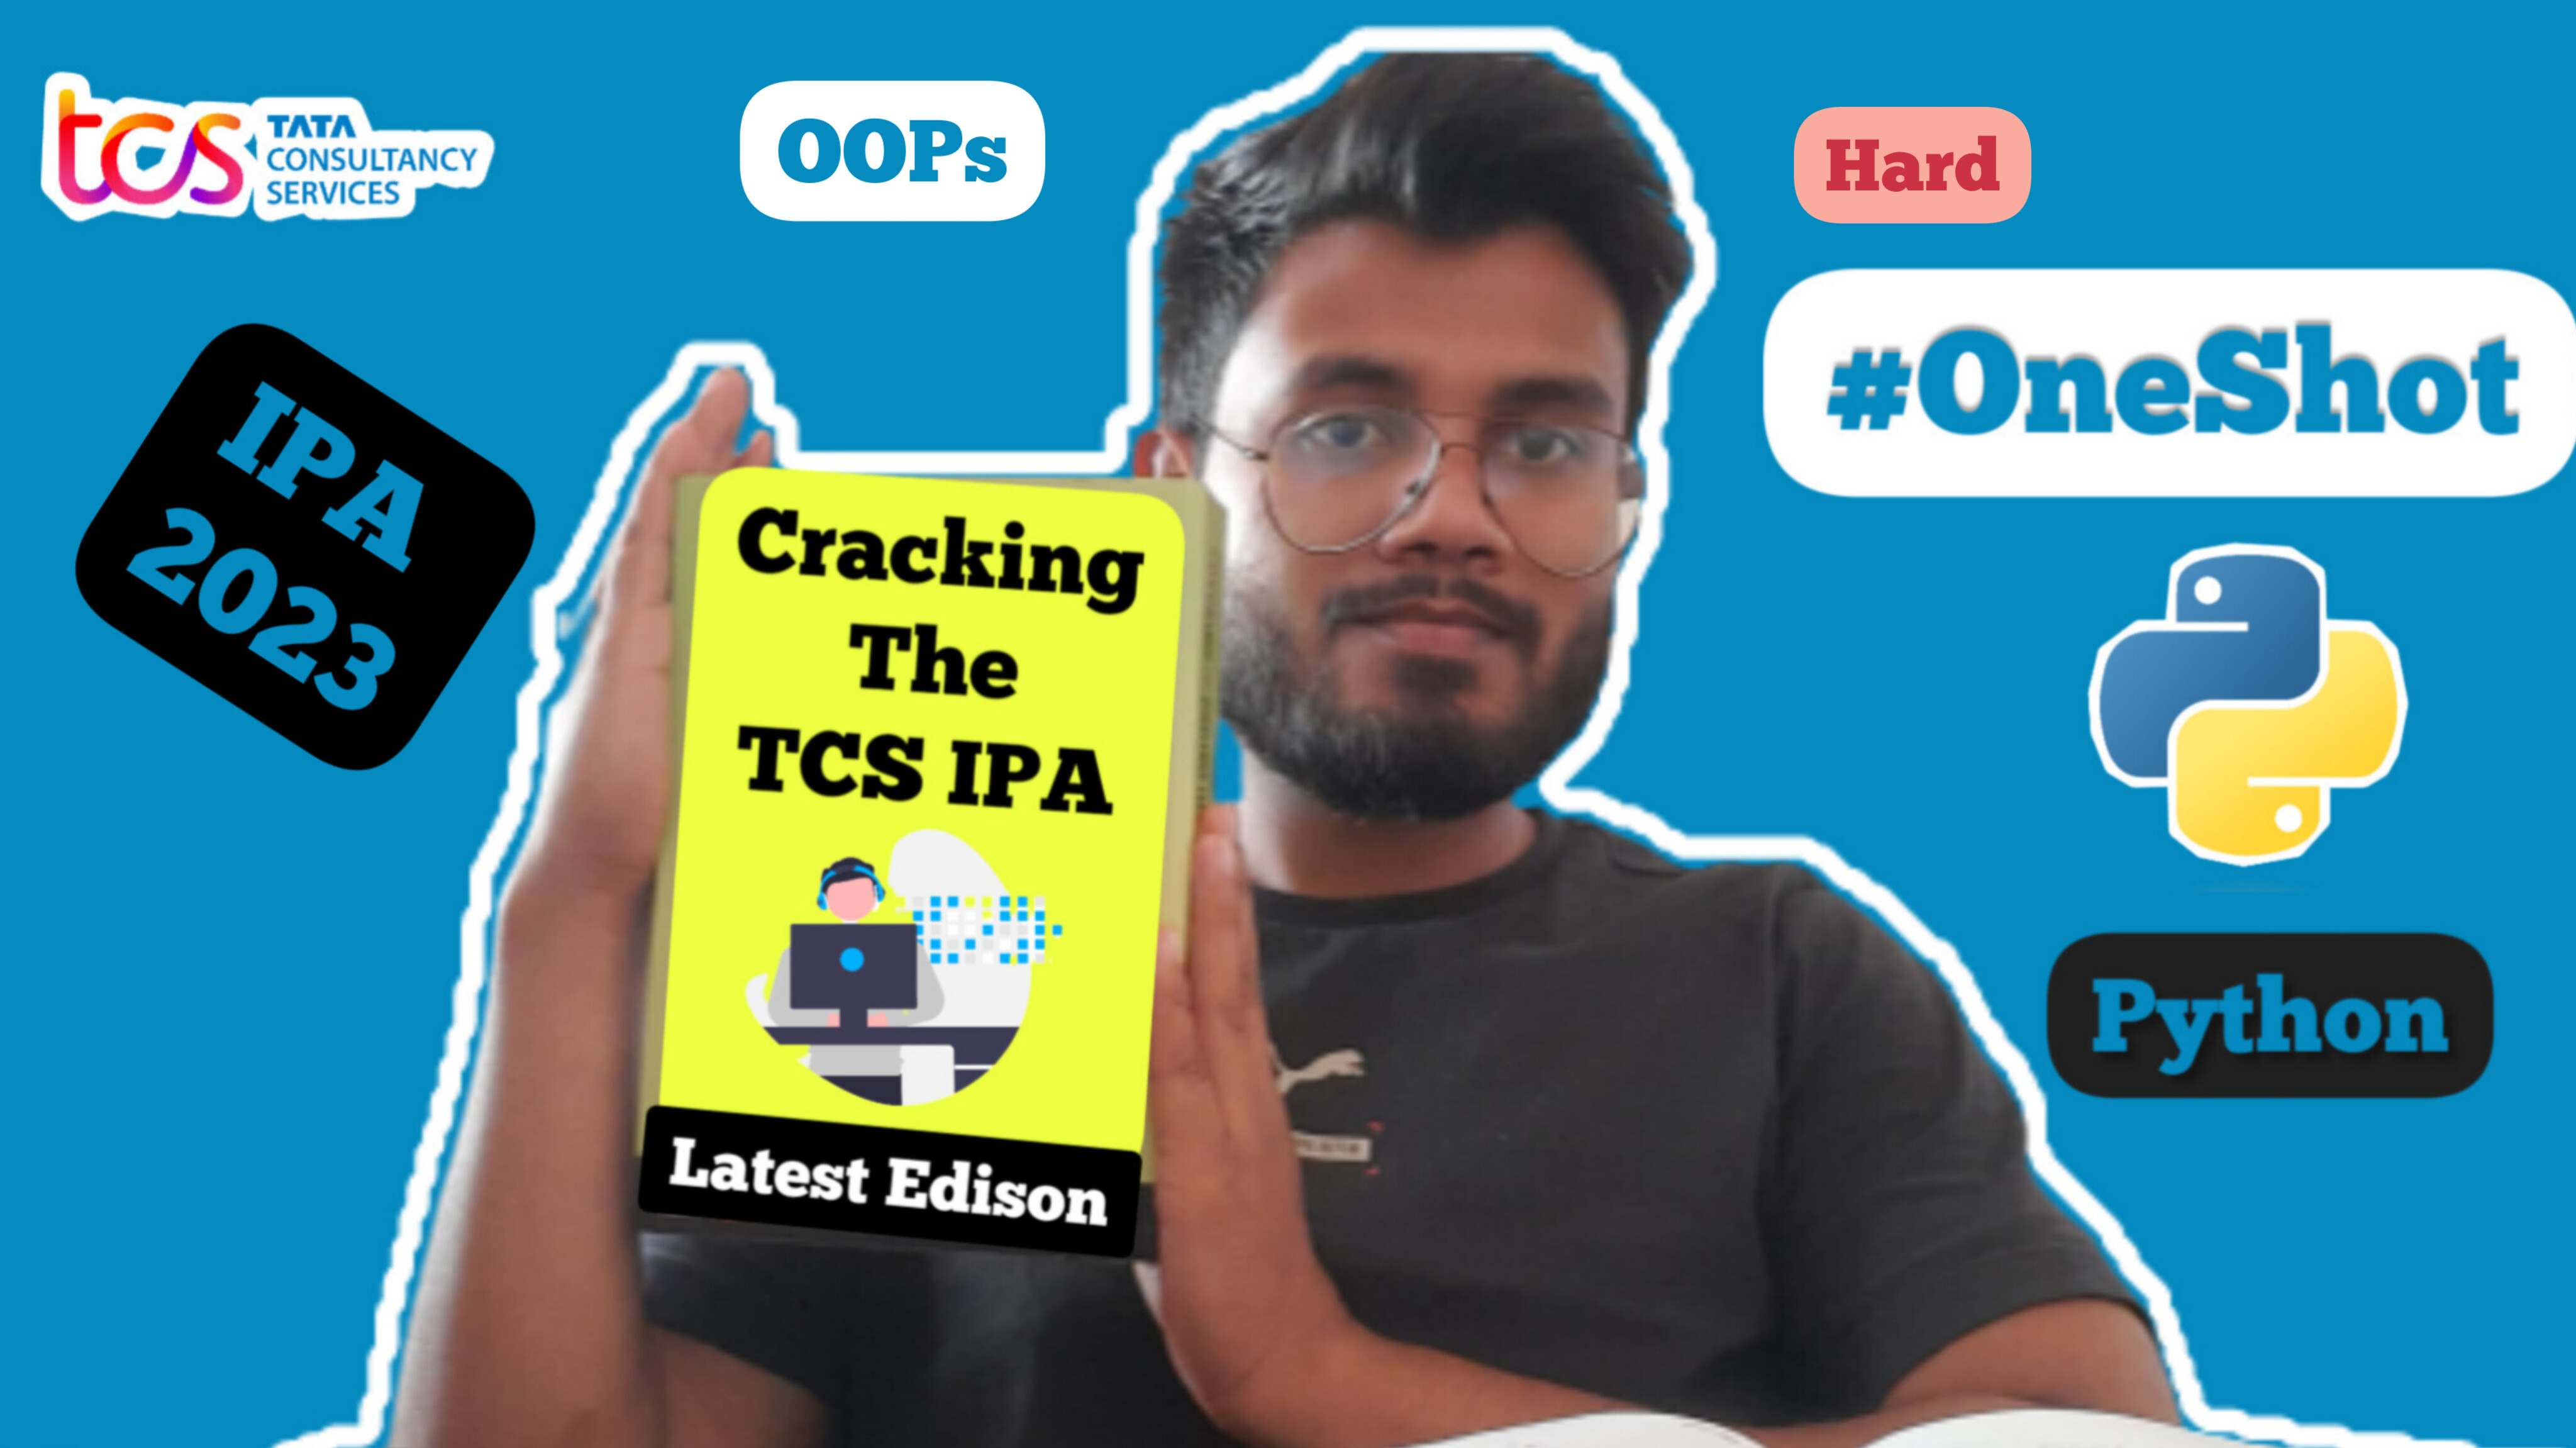 tcs TATA
CONSULTANCY
SERVICES
OOPs
Hard
#OneShot
IPA
2023
Cracking
The
TCS IPA
Latest Edison
Python